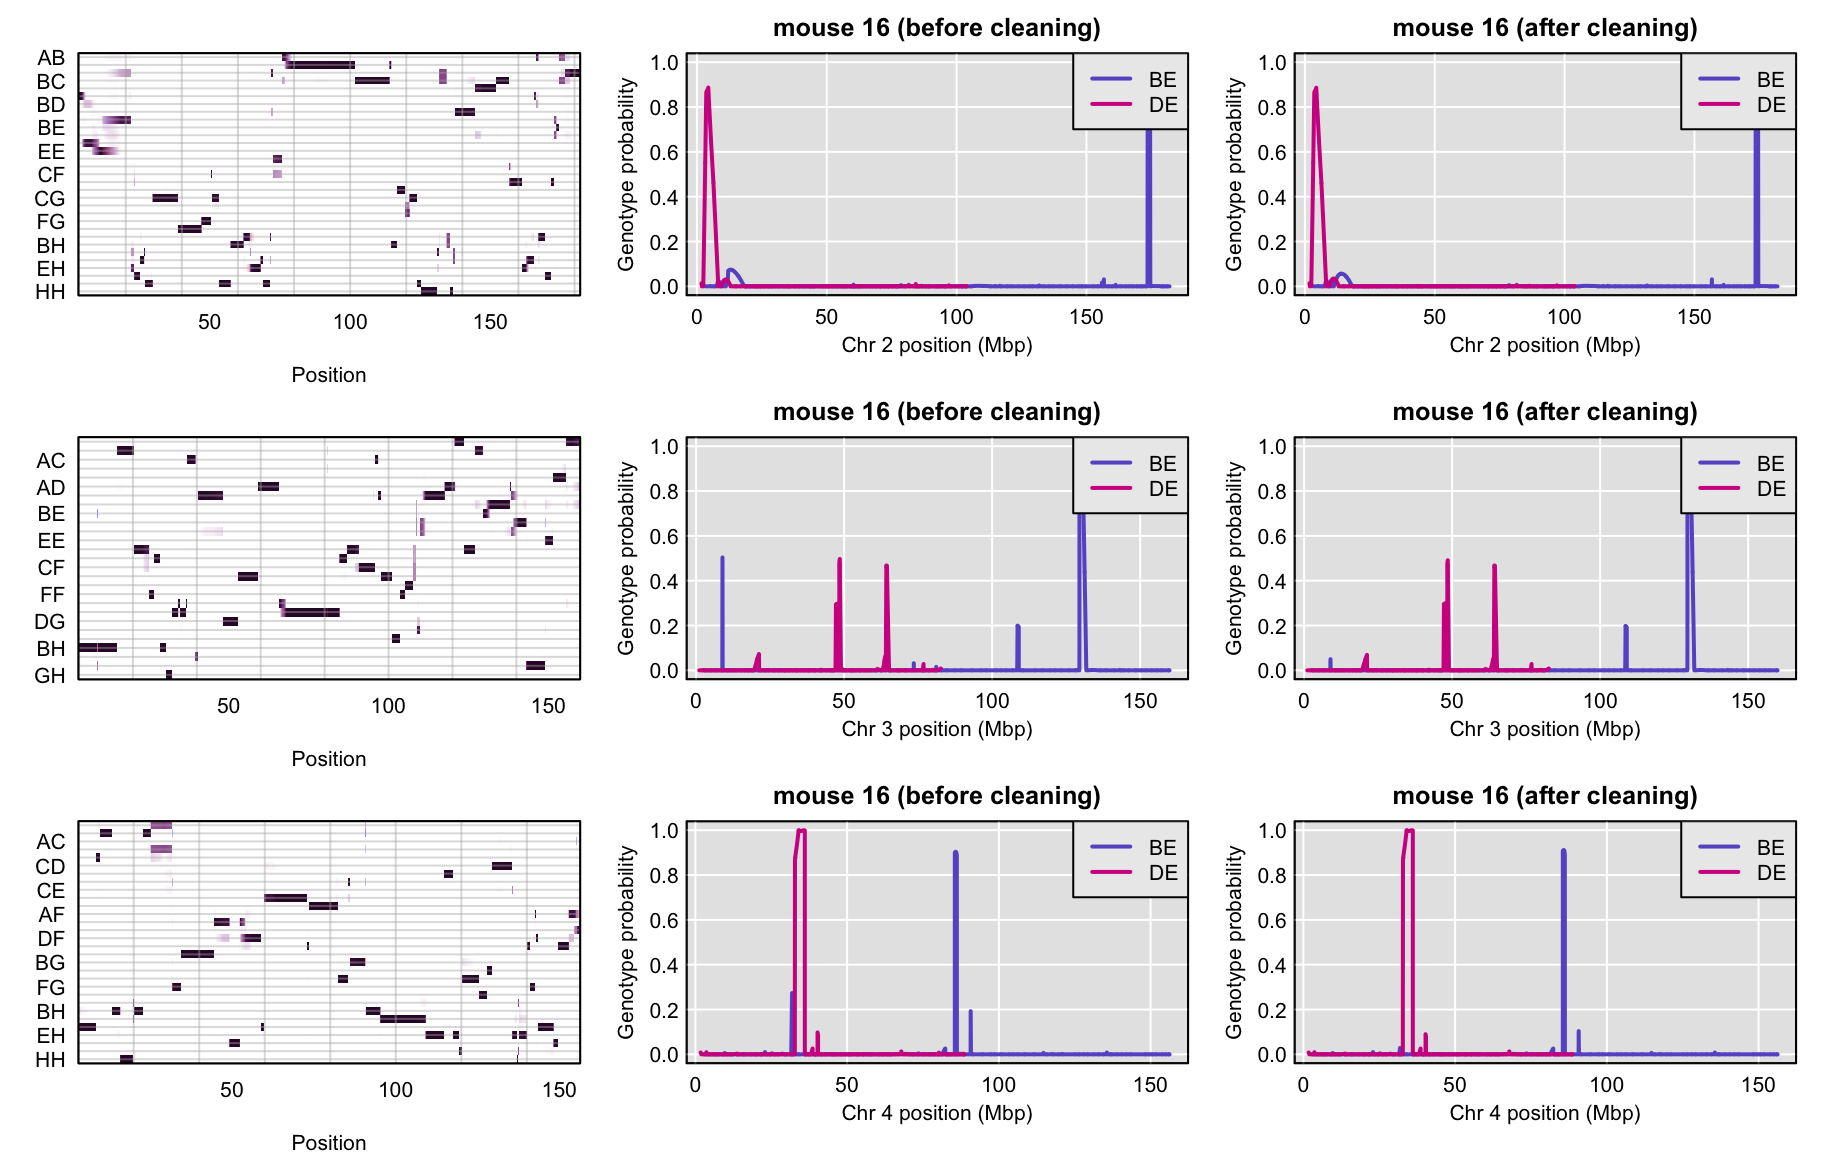 mouse 16 (before cleaning)
mouse 16 (after cleaning)
AB
BC
BD
BE
EE
CF
CG
FG
BH
EH
HH
50 100 150
Position
Genotype probability
1.0
0.8
0.6
0.4
0.2
0.0
BE
DE
0 50 100 150
Chr 2 position (Mbp)
Genotype probability
1.0
0.8
0.6
0.4
0.2
0.0
BE
DE
0 50 100 150
Chr 2 position (Mbp)
mouse 16 (before cleaning)
mouse 16 (after cleaning)
AC
AD
BE
EE
CF
FF
DG
BH
GH
50 100 150
Position
Genotype probability
1.0
0.8
0.6
0.4
0.2
0.0
BE
DE
0 50 100 150
Chr 3 position (Mbp)
Genotype probability
1.0
0.8
0.6
0.4
0.2
0.0
BE
DE
0 50 100 150
Chr 3 position (Mbp)
mouse 16 (before cleaning)
mouse 16 (after cleaning)
AC
CD
CE
AF
DF
BG
FG
BH
EH
HH
50 100 150
Position
Genotype probability
1.0
0.8
0.6
0.4
0.2
0.0
BE
DE
0 50 100 150
Chr 4 position (Mbp)
Genotype probability
1.0
0.8
0.6
0.4
0.2
0.0
BE
DE
0 50 100 150
Chr 4 position (Mbp)